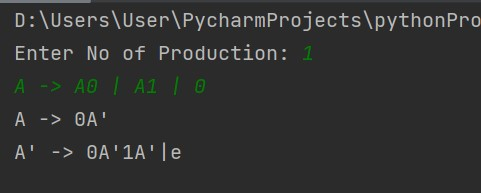 D:\Users\User\PycharmProjects\pythonPro
Enter No of Production: 1
A -> A0 | A1 | 0
A -> 0A'
A' -> 0A'1A'|e